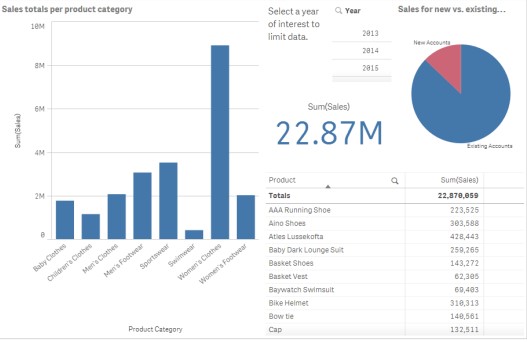 Sales totals per product category
10M
8M
6M
4M
2M
0
Sum(Sales)
Baby Clothes
Children's Clothes
Men's Clothes
Men's Footwear
Sportswear
Swimwear
Women's Clothes
Women's Footwear
Product Category
Select a year
of interest to
limit data.
Year
2013
2014
2015
Sum(Sales)
22.87M
Sales for new vs. existing...
New Accounts
Existing Accounts
Product Sum(Sales)
Totals 22,870,059
AAA Running Shoe 223,525
Aino Shoes 303,588
Atles Lussekofta 428,443
Baby Dark Lounge Suit 259,265
Basket Shoes 143,272
Basket Vest 62,305
Baywatch Swimsuit 69,403
Bike Helmet 310,313
Bow tie 140,561
Cap 132,511